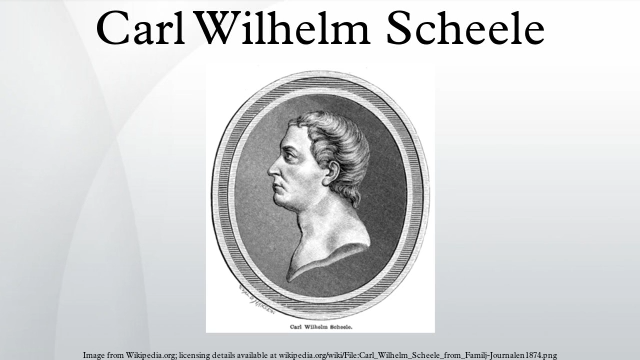 Carl Wilhelm Scheele
Carl Wilhelm Scheele.
Image from Wikipedia.org; licensing details available at wikipedia.org/wiki/File:Carl_Wilhelm_Scheele_from_Familj-Journalen1874.png